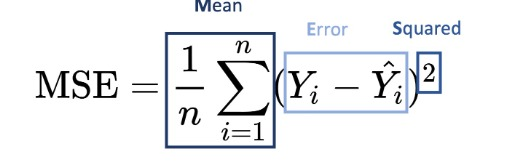 Mean
Error Squared
MSE = 1/n ∑_{i=1}^{n} (Y_i − Ŷ_i)^2